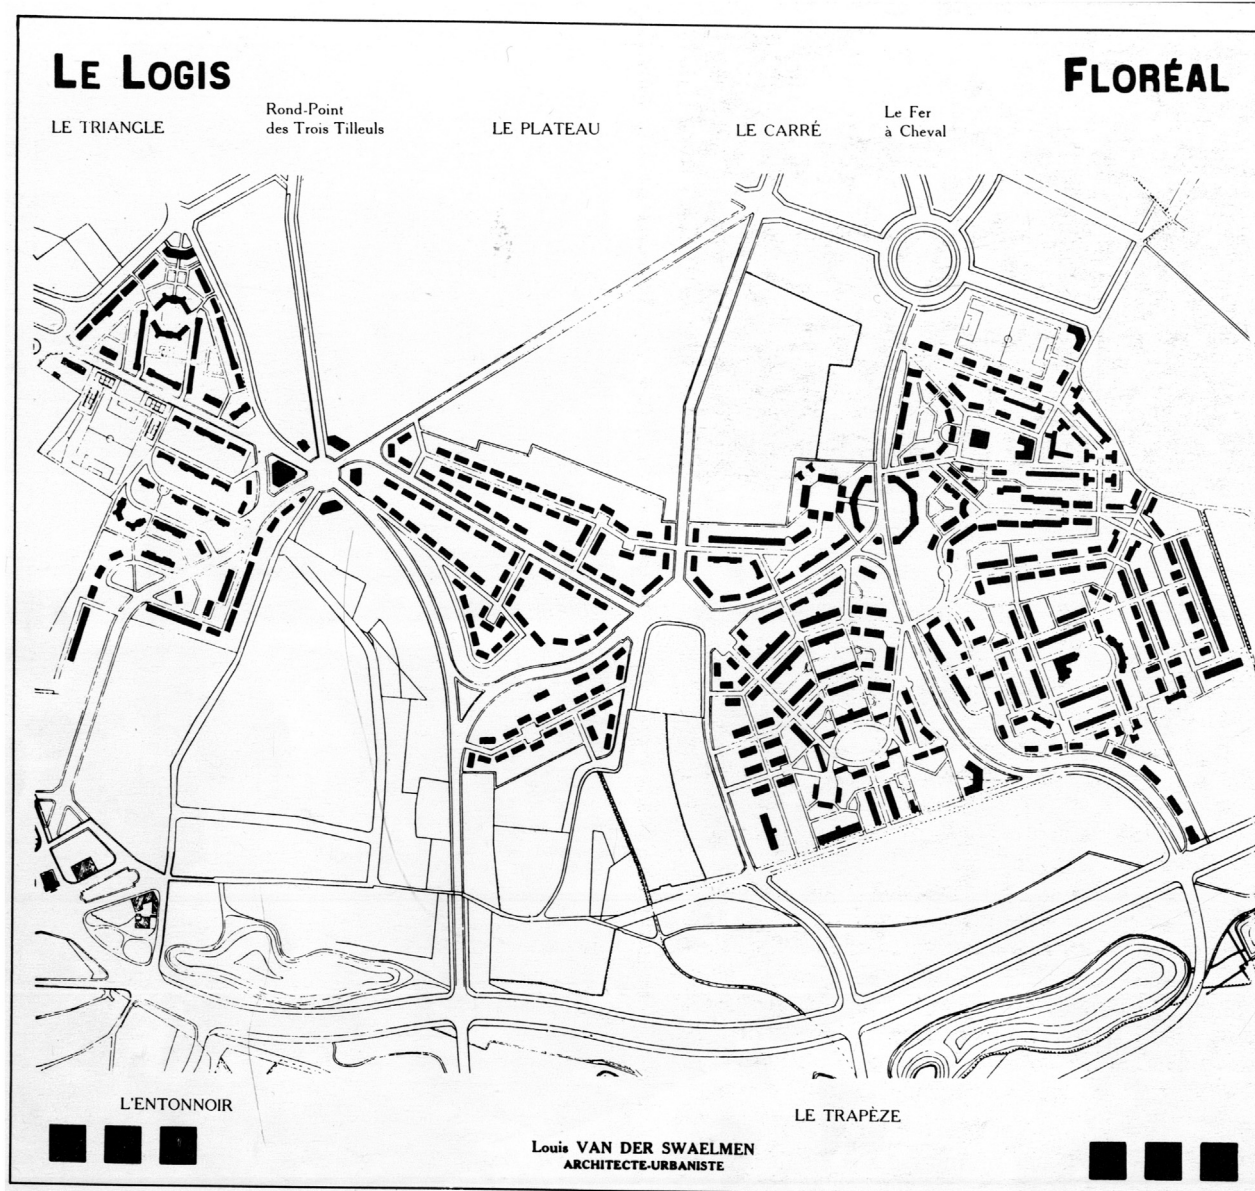 LE LOGIS
FLORÉAL
LE TRIANGLE
Rond-Point
des Trois Tilleuls
LE PLATEAU
LE CARRÉ
Le Fer
à Cheval
L'ENTONNOIR
LE TRAPÈZE
Louis VAN DER SWAELMEN
ARCHITECTE-URBANISTE